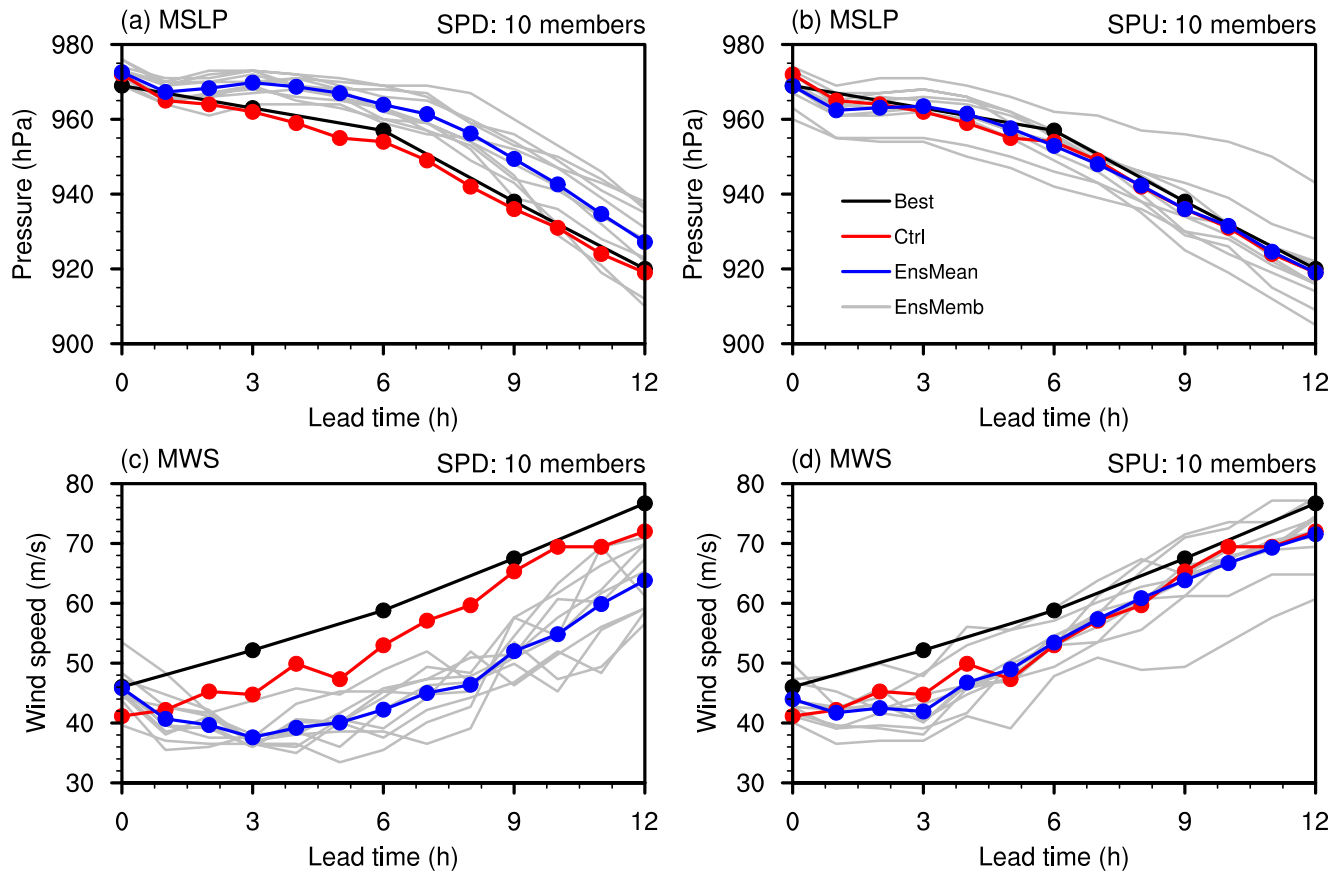 (a) MSLP SPD: 10 members
980
960
940
920
900
Pressure (hPa)
0 3 6 9 12
Lead time (h)
(b) MSLP SPU: 10 members
980
960
940
920
900
Pressure (hPa)
Best
Ctrl
EnsMean
EnsMemb
0 3 6 9 12
Lead time (h)
(c) MWS SPD: 10 members
80
70
60
50
40
30
Wind speed (m/s)
0 3 6 9 12
Lead time (h)
(d) MWS SPU: 10 members
80
70
60
50
40
30
Wind speed (m/s)
0 3 6 9 12
Lead time (h)